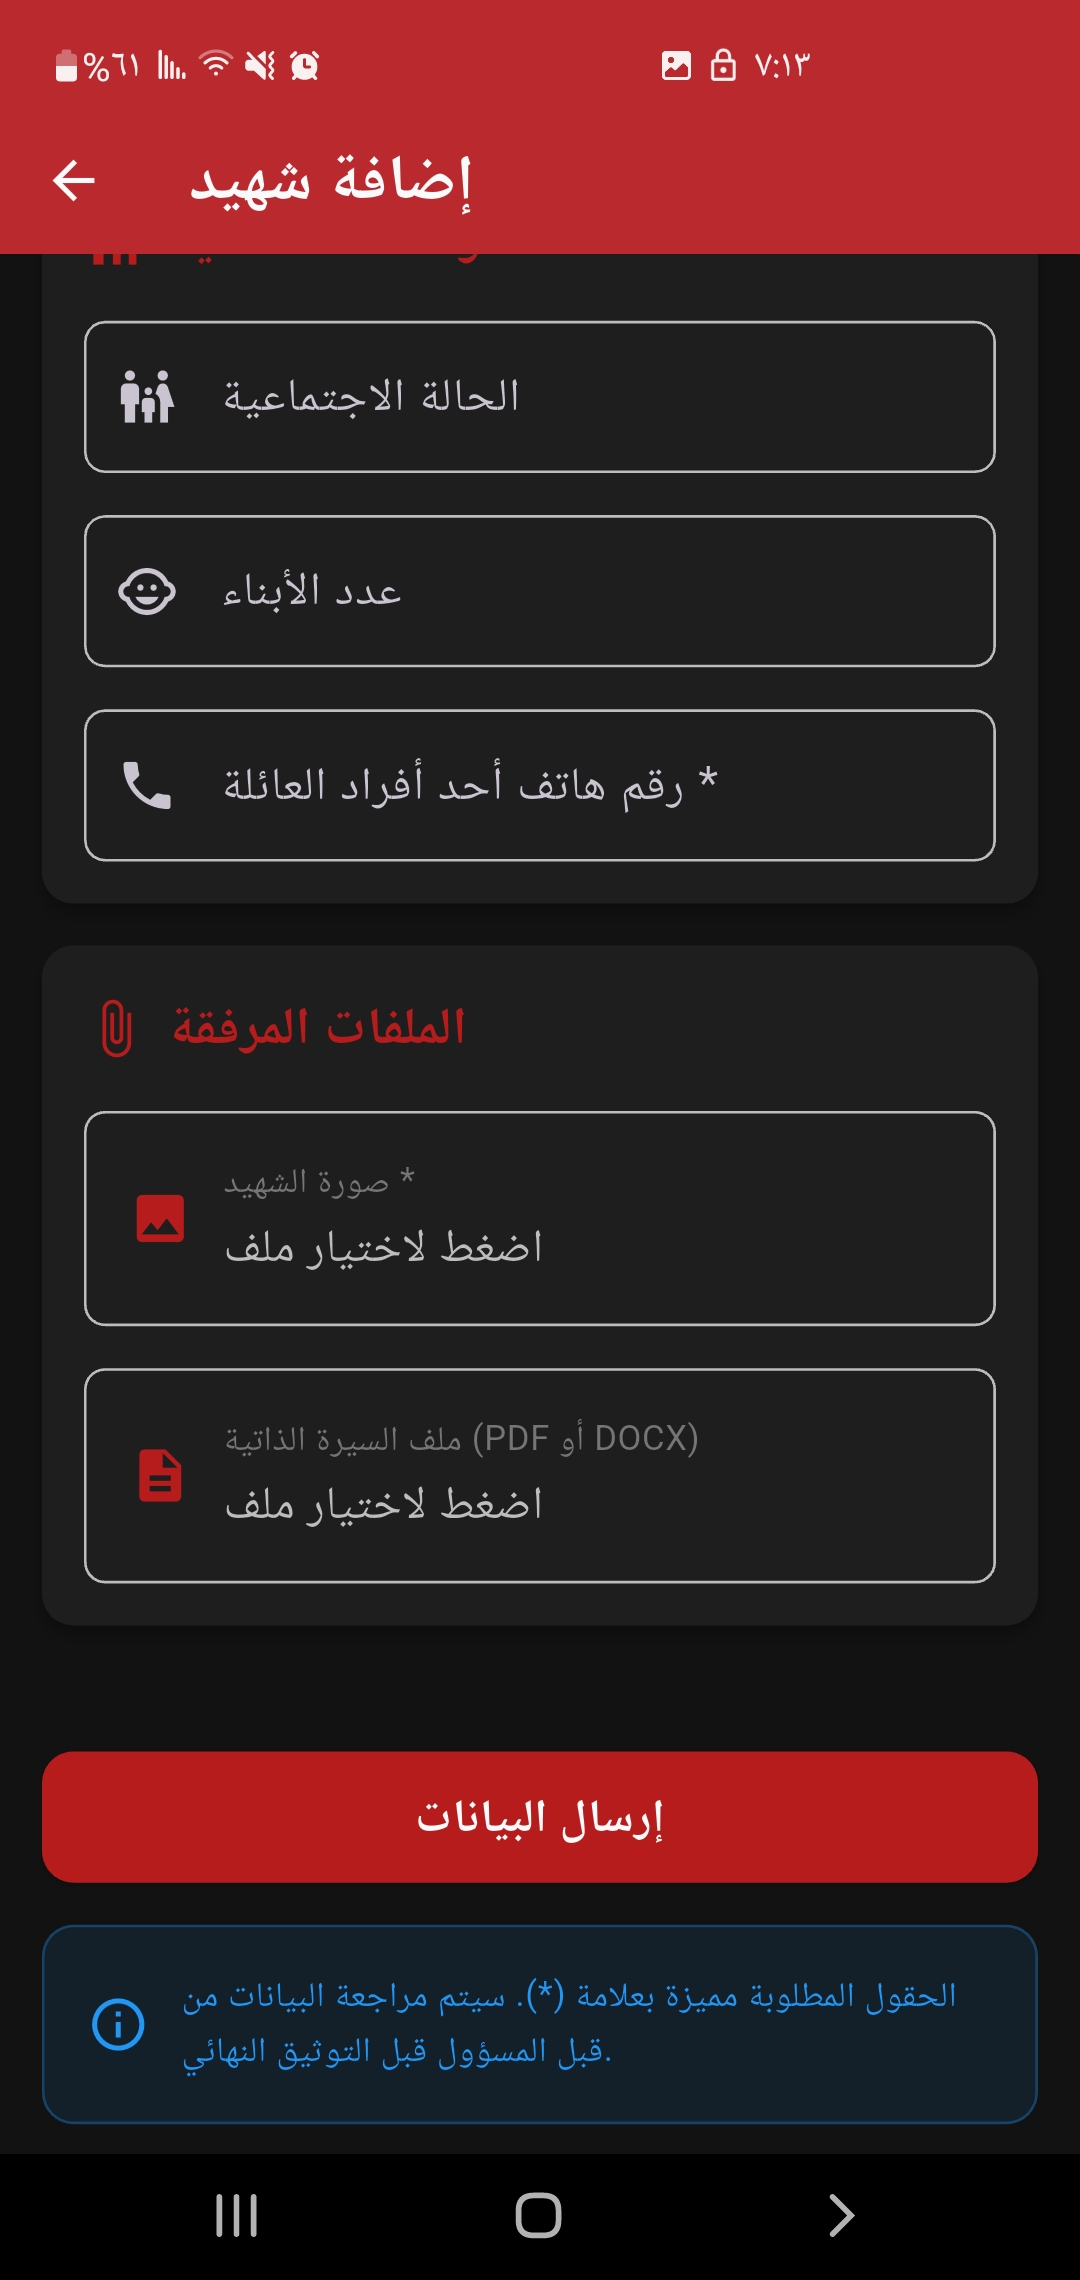 %٦١
٧:١٣
إضافة شهيد
الحالة الاجتماعية
عدد الأبناء
رقم هاتف أحد أفراد العائلة *
الملفات المرفقة
صورة الشهيد *
اضغط لاختيار ملف
ملف السيرة الذاتية (PDF أو DOCX)
اضغط لاختيار ملف
إرسال البيانات
الحقول المطلوبة مميزة بعلامة (*). سيتم مراجعة البيانات من
قبل المسؤول قبل التوثيق النهائي.